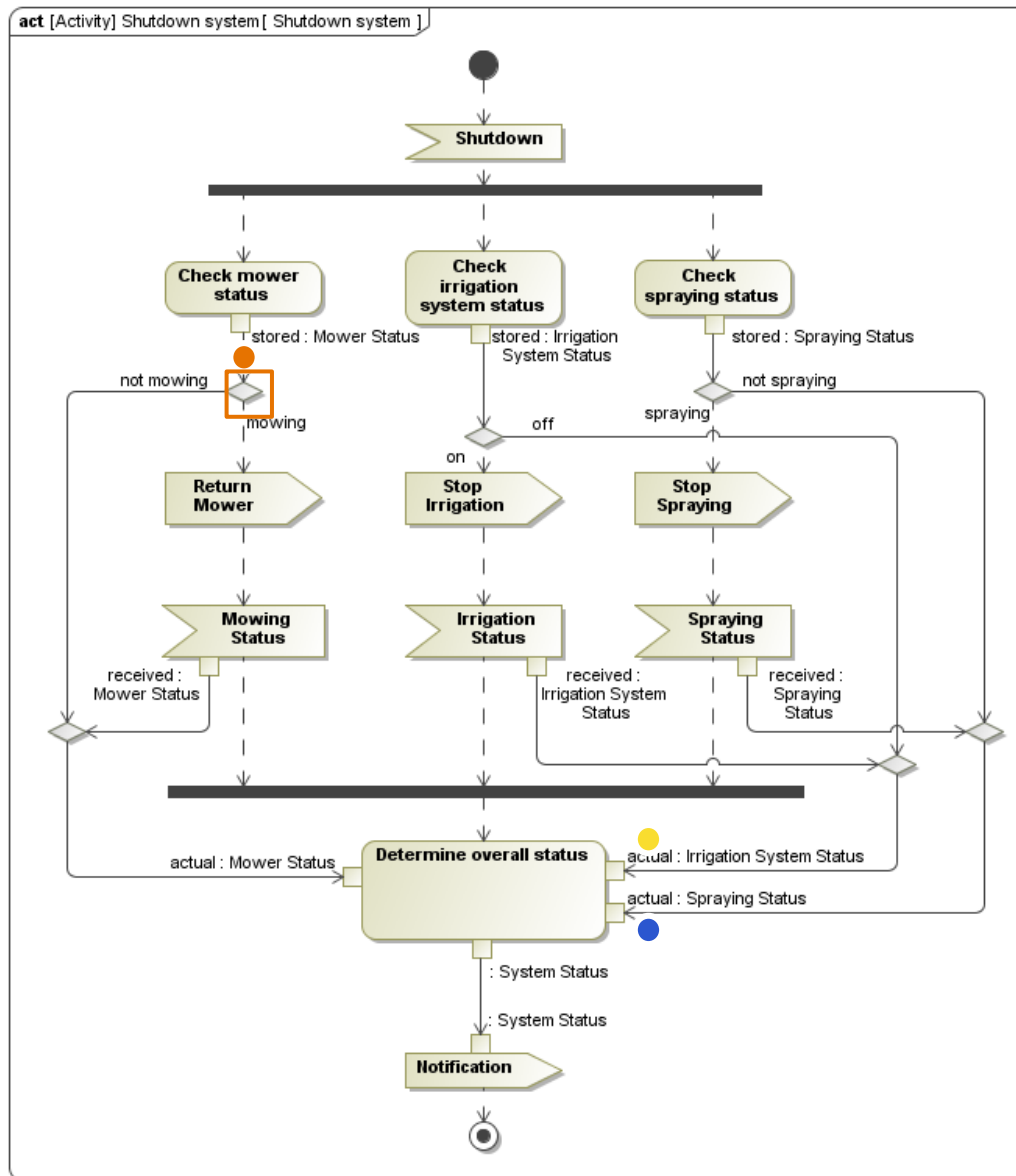 act [Activity] Shutdown system[ Shutdown system ]
Shutdown
Check mower
status
Check
irrigation
system status
Check
spraying status
stored : Mower Status
stored : Irrigation
System Status
stored : Spraying Status
not mowing
mowing
not spraying
spraying
off
on
Return
Mower
Stop
Irrigation
Stop
Spraying
Mowing
Status
Irrigation
Status
Spraying
Status
received :
Mower Status
received :
Irrigation System
Status
received :
Spraying
Status
Determine overall status
actual : Mower Status
actual : Irrigation System Status
actual : Spraying Status
: System Status
: System Status
Notification